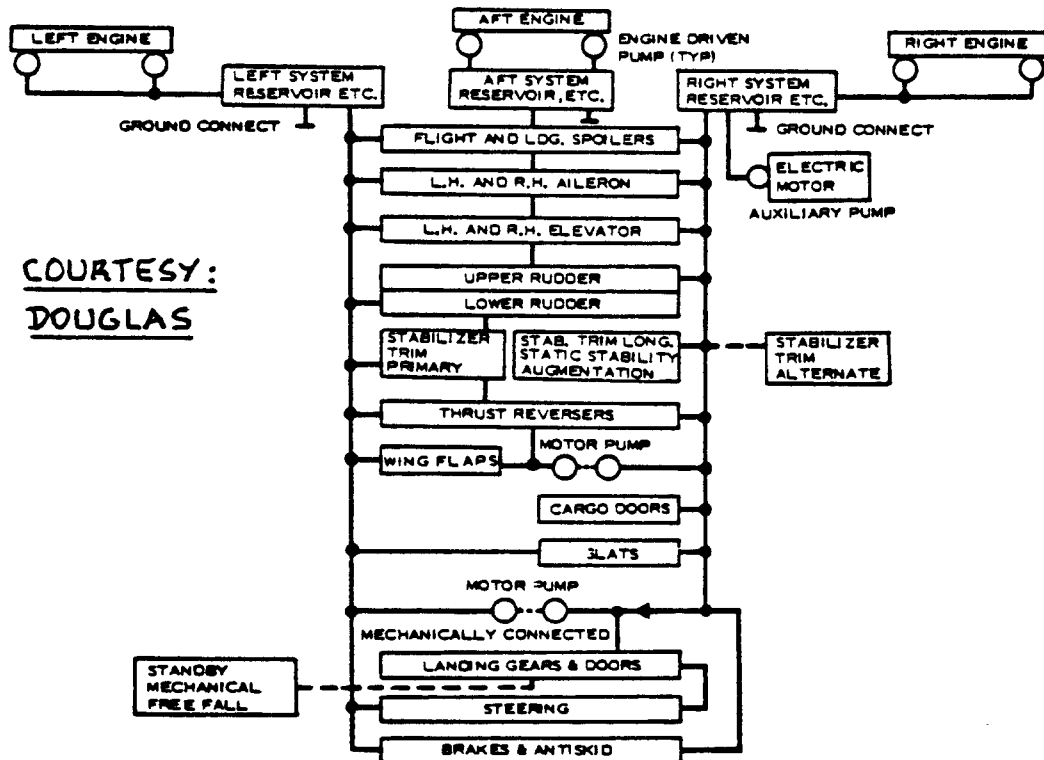 AFT ENGINE
LEFT ENGINE
ENGINE DRIVEN
PUMP (TYP)
RIGHT ENGINE
LEFT SYSTEM
RESERVOIR ETC.
AFT SYSTEM
RESERVOIR, ETC.
RIGHT SYSTEM
RESERVOIR ETC.
GROUND CONNECT
GROUND CONNECT
FLIGHT AND LDG. SPOILERS
ELECTRIC
MOTOR
L.H. AND R.H. AILERON
AUXILIARY PUMP
L.H. AND R.H. ELEVATOR
COURTESY:
DOUGLAS
UPPER RUDDER
LOWER RUDDER
STABILIZER
TRIM
PRIMARY
STAB. TRIM LONG.
STATIC STABILITY
AUGMENTATION
STABILIZER
TRIM
ALTERNATE
THRUST REVERSERS
MOTOR PUMP
WING FLAPS
CARGO DOORS
SLATS
MOTOR PUMP
MECHANICALLY CONNECTED
LANDING GEARS & DOORS
STANDBY
MECHANICAL
FREE FALL
STEERING
BRAKES & ANTISKID